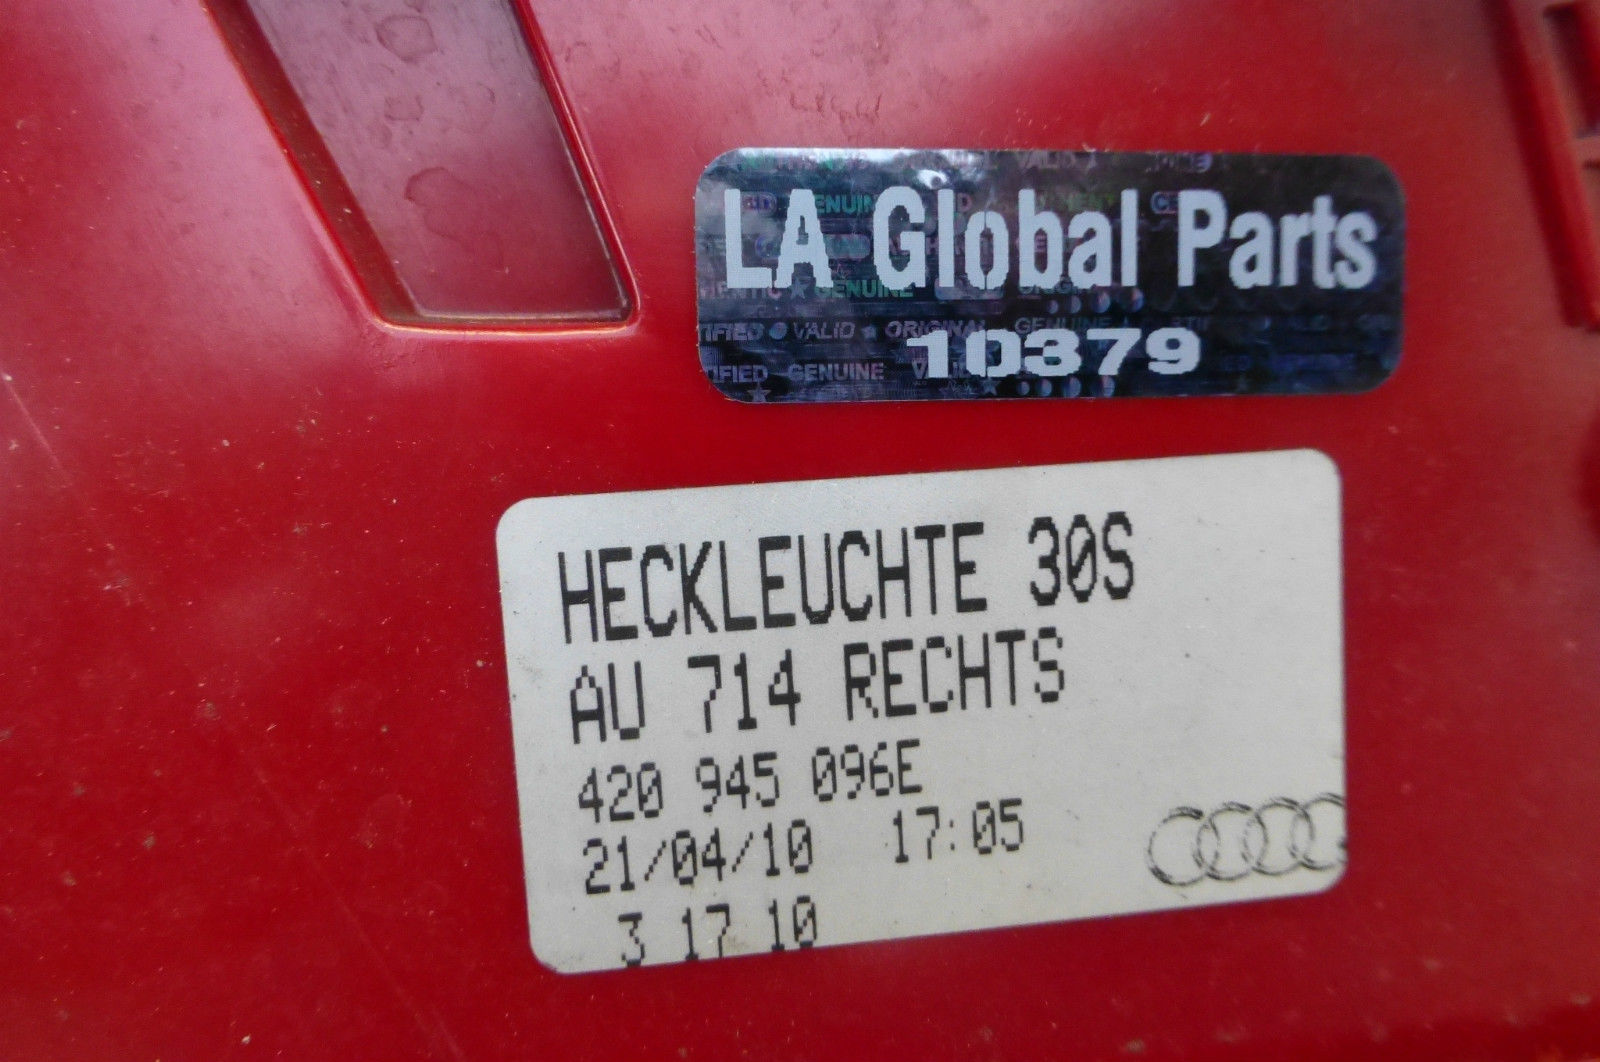 LA Global Parts
10379
HECKLEUCHTE 30S
AU 714 RECHTS
420 945 096E
21/04/10 17:05
3 17 10